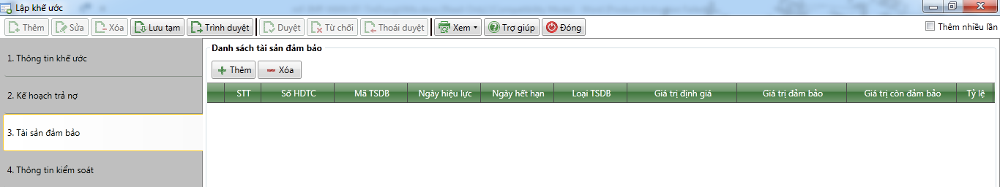 Lập khế ước
Thêm Sửa Xóa Lưu tạm Trình duyệt Duyệt Từ chối Thoái duyệt Xem Trợ giúp Đóng Thêm nhiều lần
1. Thông tin khế ước
2. Kế hoạch trả nợ
3. Tài sản đảm bảo
4. Thông tin kiểm soát
Danh sách tài sản đảm bảo
Thêm Xóa
STT Số HDTC Mã TSDB Ngày hiệu lực Ngày hết hạn Loại TSDB Giá trị định giá Giá trị đảm bảo Giá trị còn đảm bảo Tỷ lệ